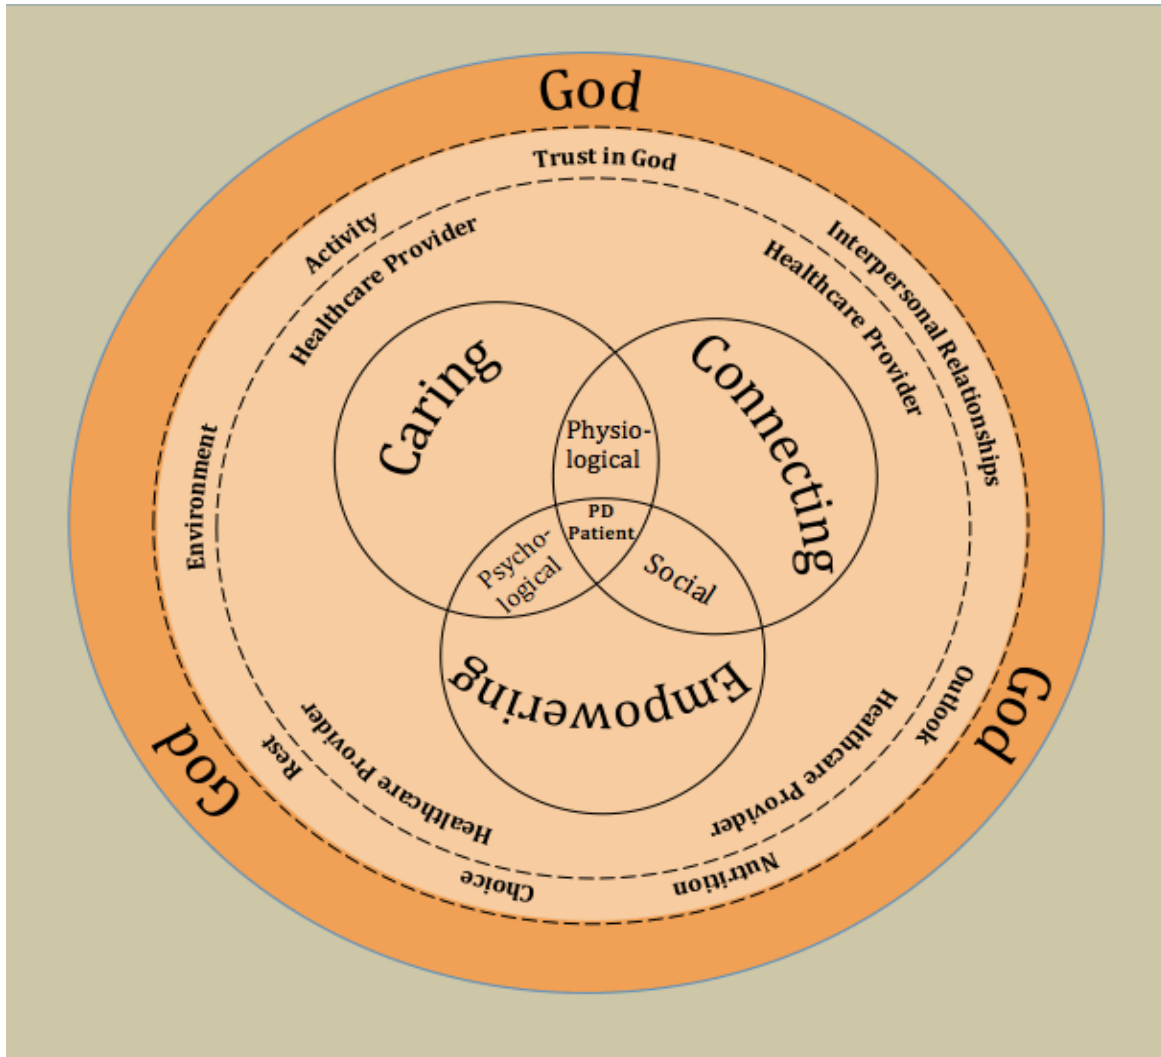 God
Trust in God
Activity
Interpersonal Relationships
Healthcare Provider
Healthcare Provider
Caring
Connecting
Physio-
logical
Environment
PD
Patient
Psycho-
logical
Social
Empowering
God
Outlook
Healthcare Provider
God
Rest
Healthcare Provider
Nutrition
Choice